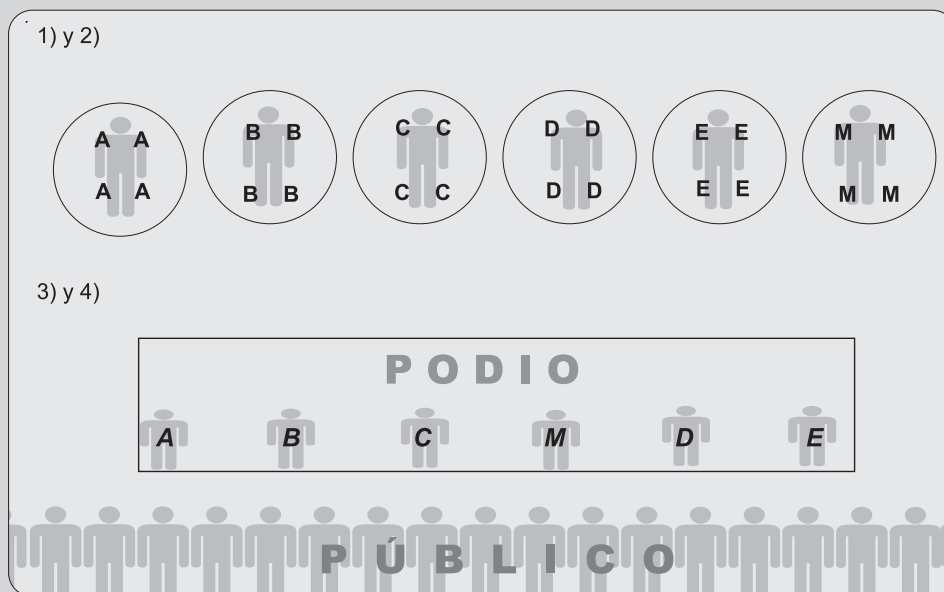 1) y 2)
A A B B C C D D E E M M
A A B B C C D D E E M M
3) y 4)
PODIO
A B C M D E
PÚBLICO